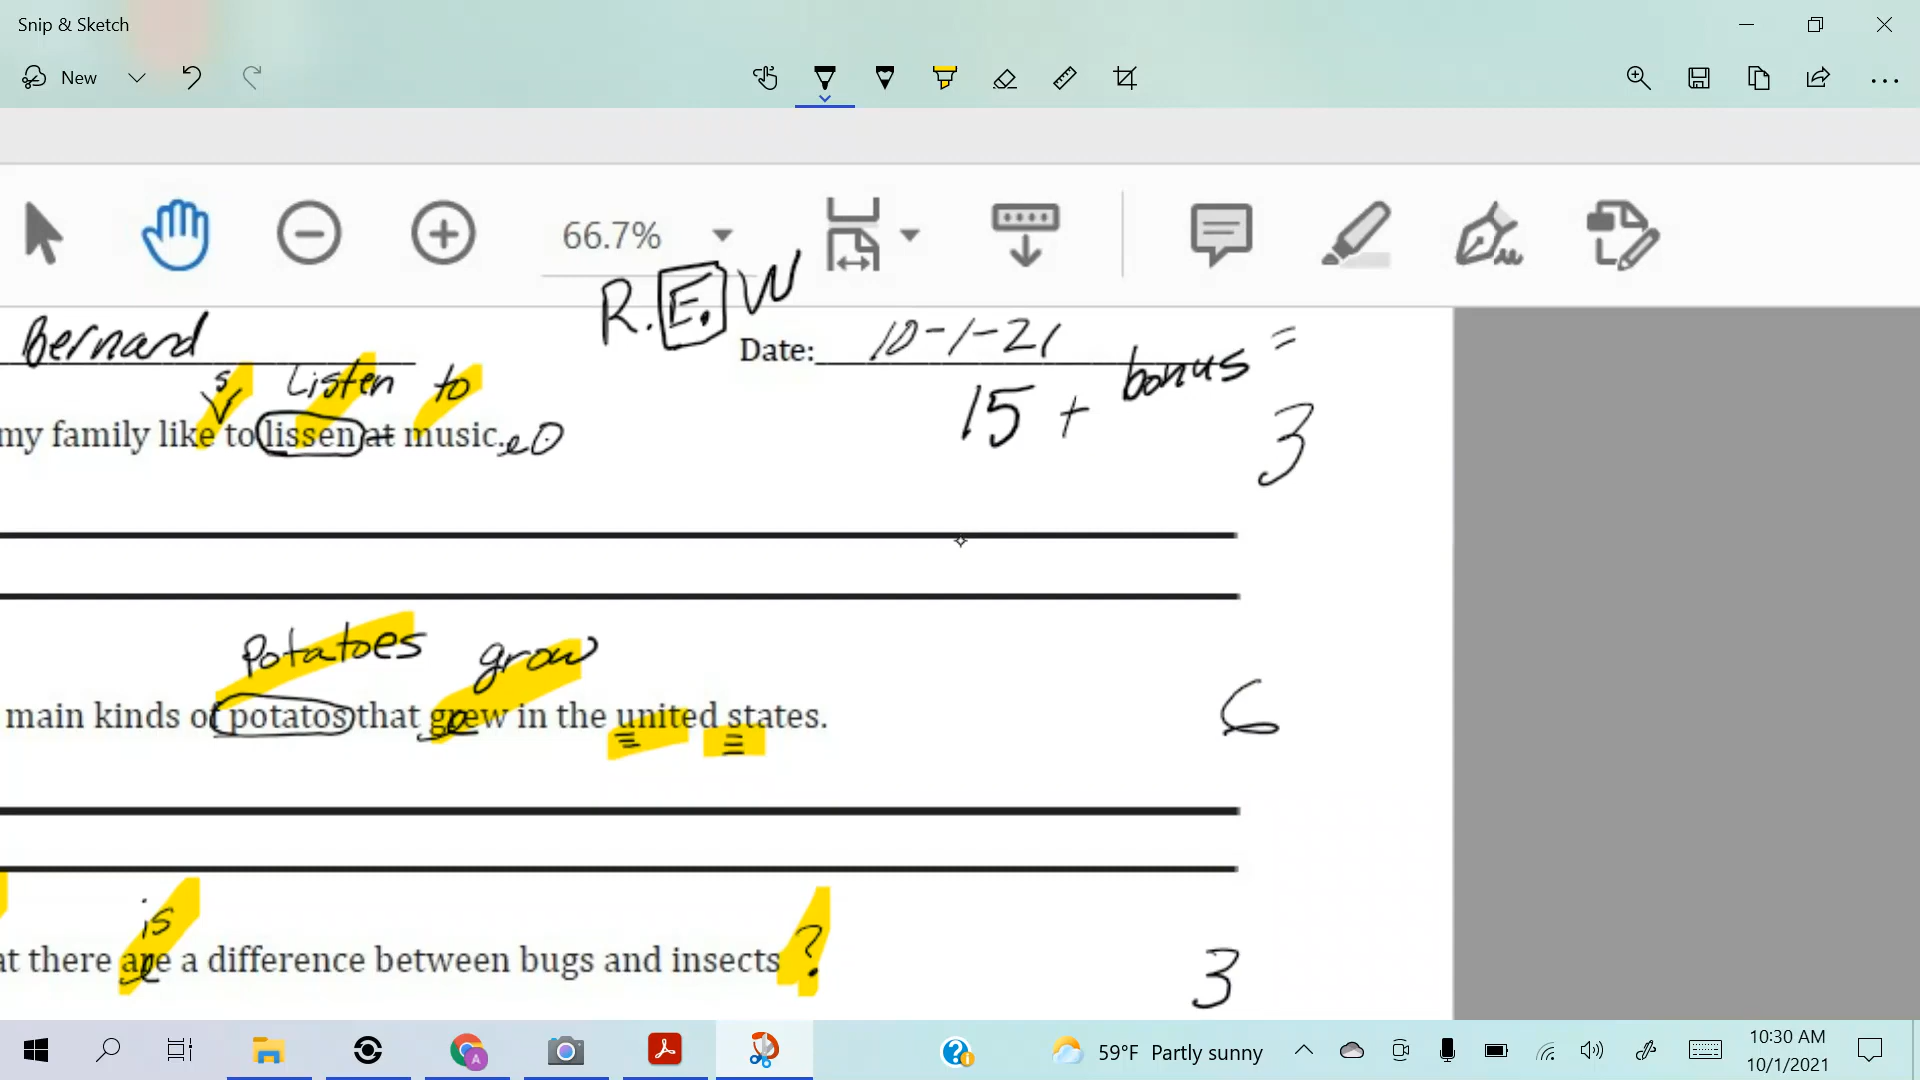 Snip & Sketch
New
66.7%
R.E.W
Bernard
Date: 10-1-21
s Listen to
15 + bonus =
my family like to lissen at music.
3
Potatoes grow
main kinds of potatos that grew in the united states.
6
is
at there are a difference between bugs and insects ?
3
59°F Partly sunny
10:30 AM
10/1/2021